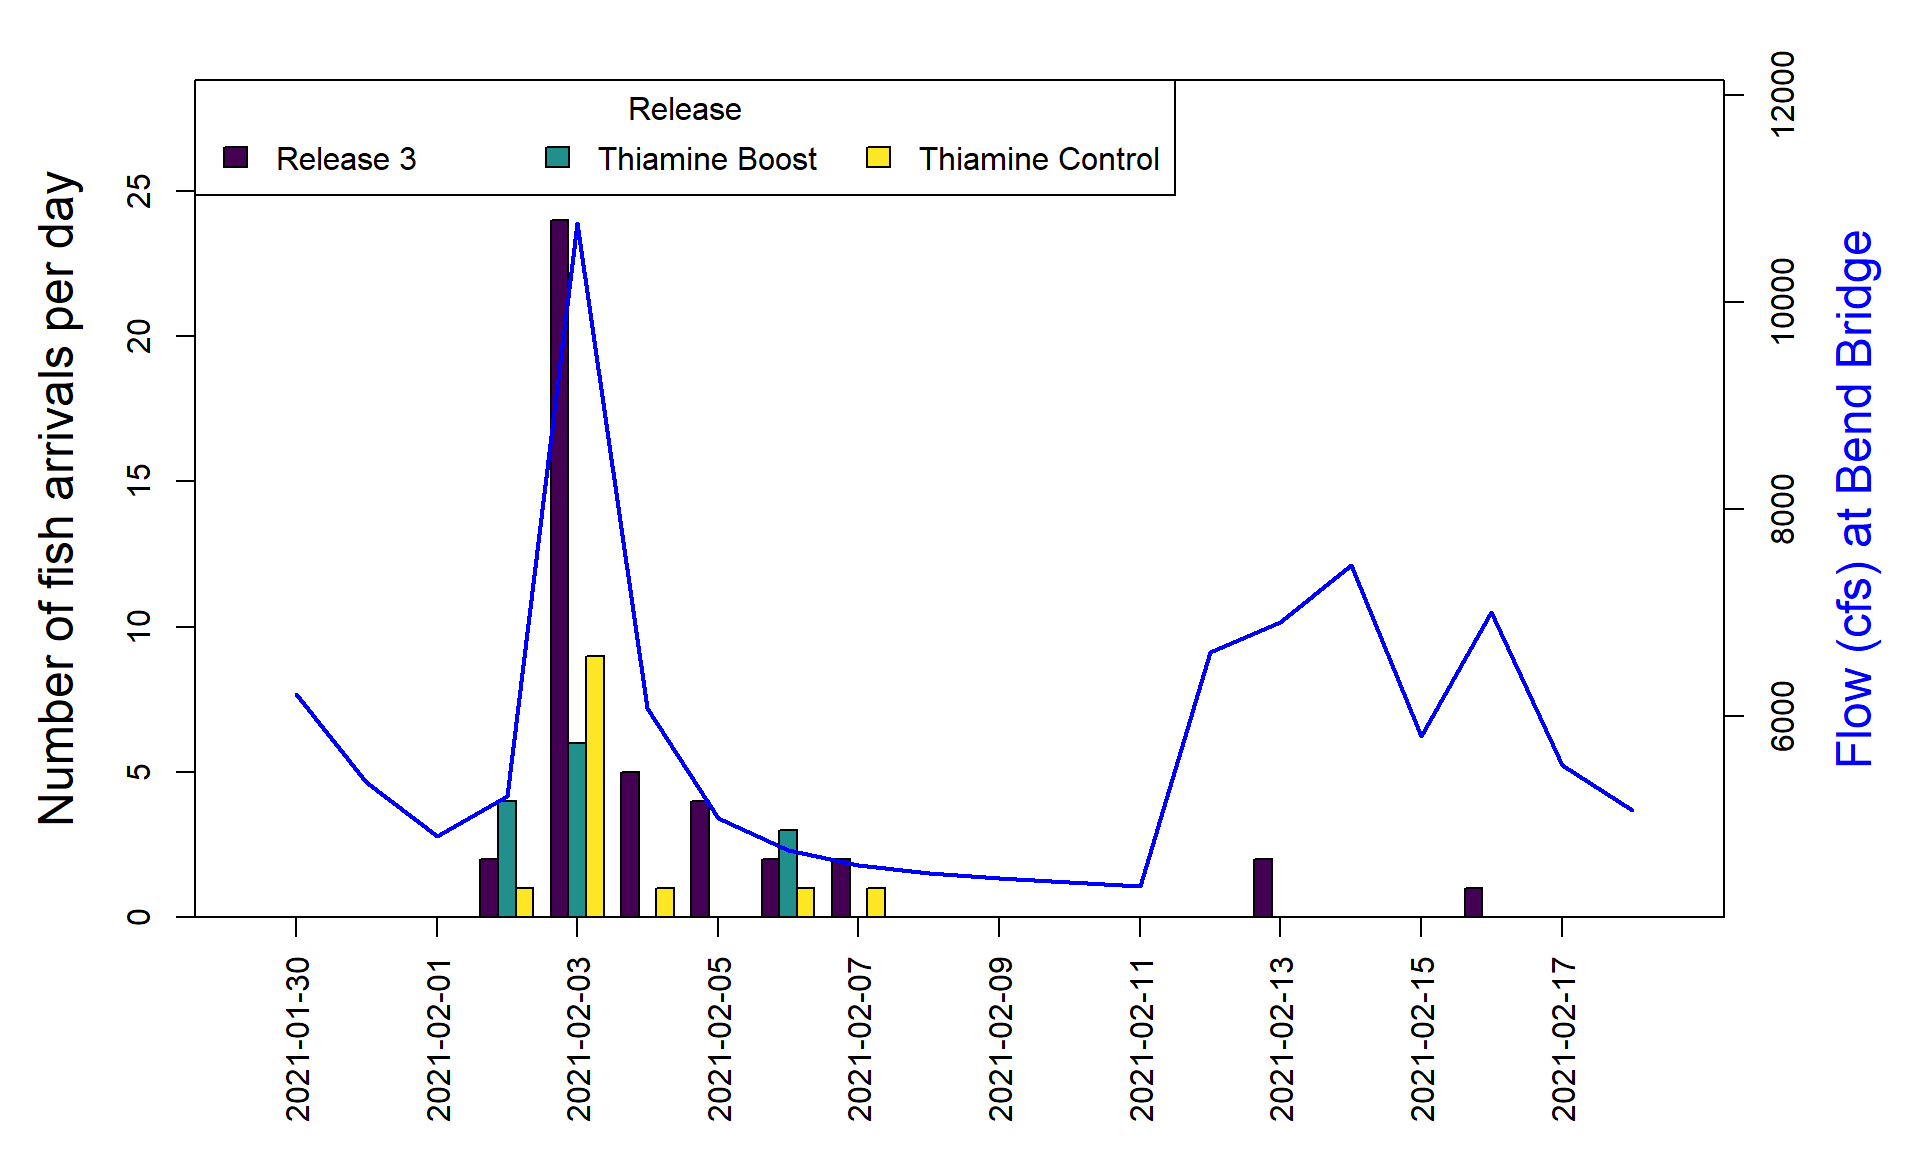 Release
Release 3 Thiamine Boost Thiamine Control
Number of fish arrivals per day
0 5 10 15 20 25
2021-01-30 2021-02-01 2021-02-03 2021-02-05 2021-02-07 2021-02-09 2021-02-11 2021-02-13 2021-02-15 2021-02-17
6000 8000 10000 12000
Flow (cfs) at Bend Bridge